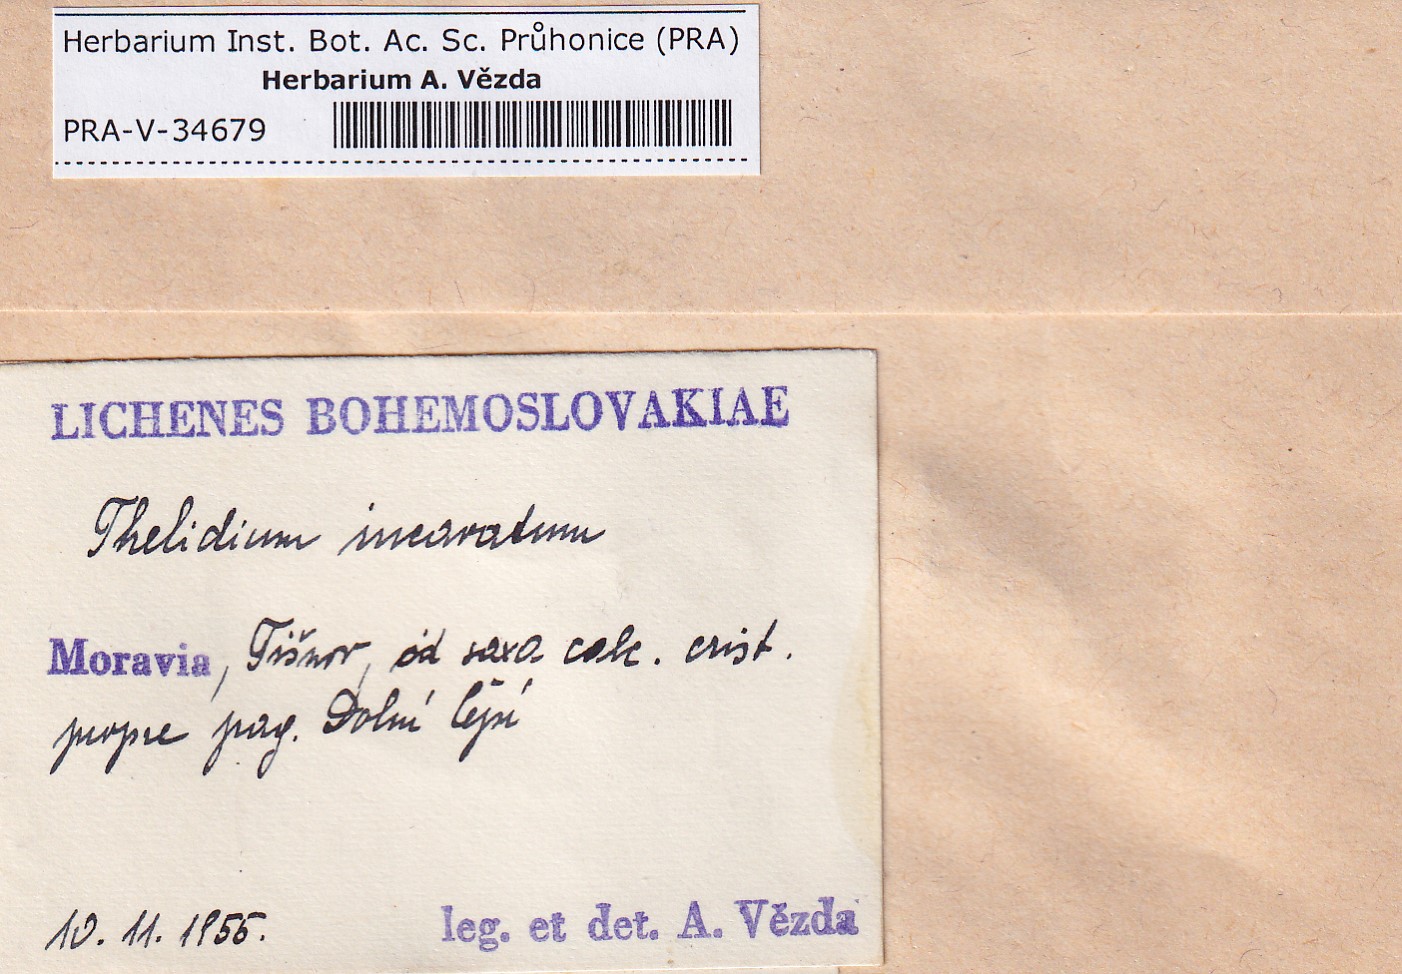 Herbarium Inst. Bot. Ac. Sc. Průhonice (PRA)
Herbarium A. Vězda
PRA-V-34679
LICHENES BOHEMOSLOVAKIAE
Thelidium incavatum
Moravia, Tišnov, ad saxa calc. crist.
prope pag. Dolní
10. 11. 1955.
leg. et det. A. Vězda